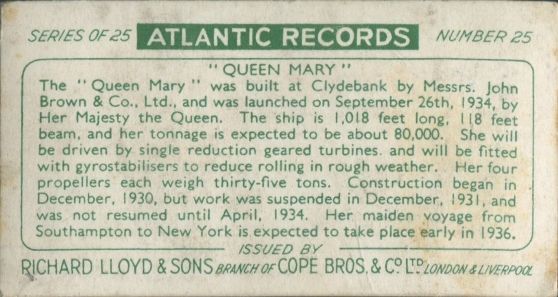 SERIES OF 25 ATLANTIC RECORDS NUMBER 25
"QUEEN MARY"
The "Queen Mary" was built at Clydebank by Messrs. John
Brown & Co., Ltd., and was launched on September 26th, 1934, by
Her Majesty the Queen. The ship is 1,018 feet long, 118 feet
beam, and her tonnage is expected to be about 80,000. She will
be driven by single reduction geared turbines. and will be fitted
with gyrostabilisers to reduce rolling in rough weather. Her four
propellers each weigh thirty-five tons. Construction began in
December, 1930, but work was suspended in December, 1931, and
was not resumed until April, 1934. Her maiden voyage from
Southampton to New York is expected to take place early in 1936.
ISSUED BY
RICHARD LLOYD & SONS BRANCH OF COPE BROS. & CO LTD LONDON & LIVERPOOL